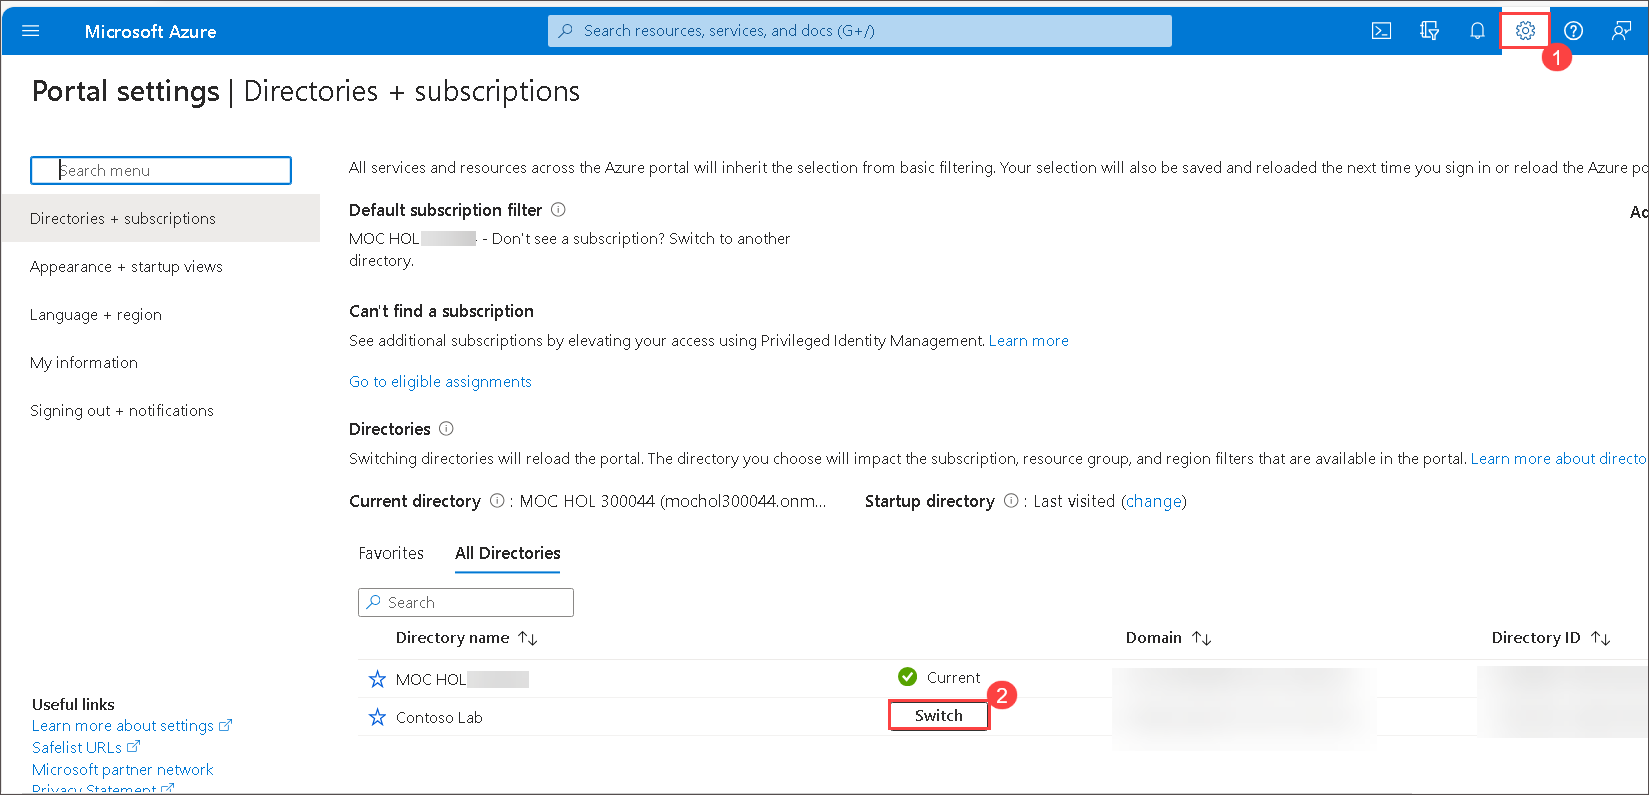 Microsoft Azure
Search resources, services, and docs (G+/)
1
Portal settings | Directories + subscriptions
Search menu
Directories + subscriptions
Appearance + startup views
Language + region
My information
Signing out + notifications
Useful links
Learn more about settings
Safelist URLs
Microsoft partner network
Privacy Statement
All services and resources across the Azure portal will inherit the selection from basic filtering. Your selection will also be saved and reloaded the next time you sign in or reload the Azure po
Default subscription filter
Ad
MOC HOL - Don't see a subscription? Switch to another
directory.
Can't find a subscription
See additional subscriptions by elevating your access using Privileged Identity Management. Learn more
Go to eligible assignments
Directories
Switching directories will reload the portal. The directory you choose will impact the subscription, resource group, and region filters that are available in the portal. Learn more about directo
Current directory : MOC HOL 300044 (mochol300044.onm... Startup directory : Last visited (change)
Favorites All Directories
Search
Directory name Domain Directory ID
MOC HOL Current
2
Contoso Lab Switch